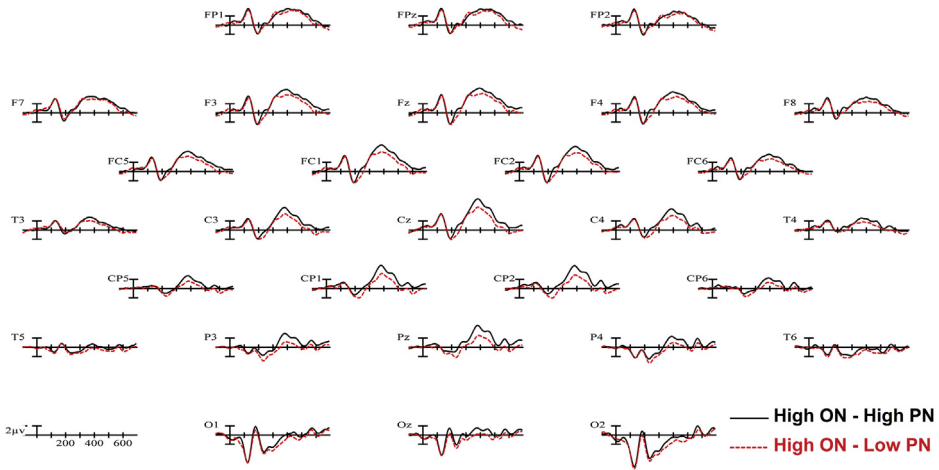 FP1 FPz FP2
F7 F3 Fz F4 F8
FC5 FC1 FC2 FC6
T3 C3 Cz C4 T4
CP5 CP1 CP2 CP6
T5 P3 Pz P4 T6
O1 Oz O2
High ON - High PN
2μv
200 400 600
High ON - Low PN